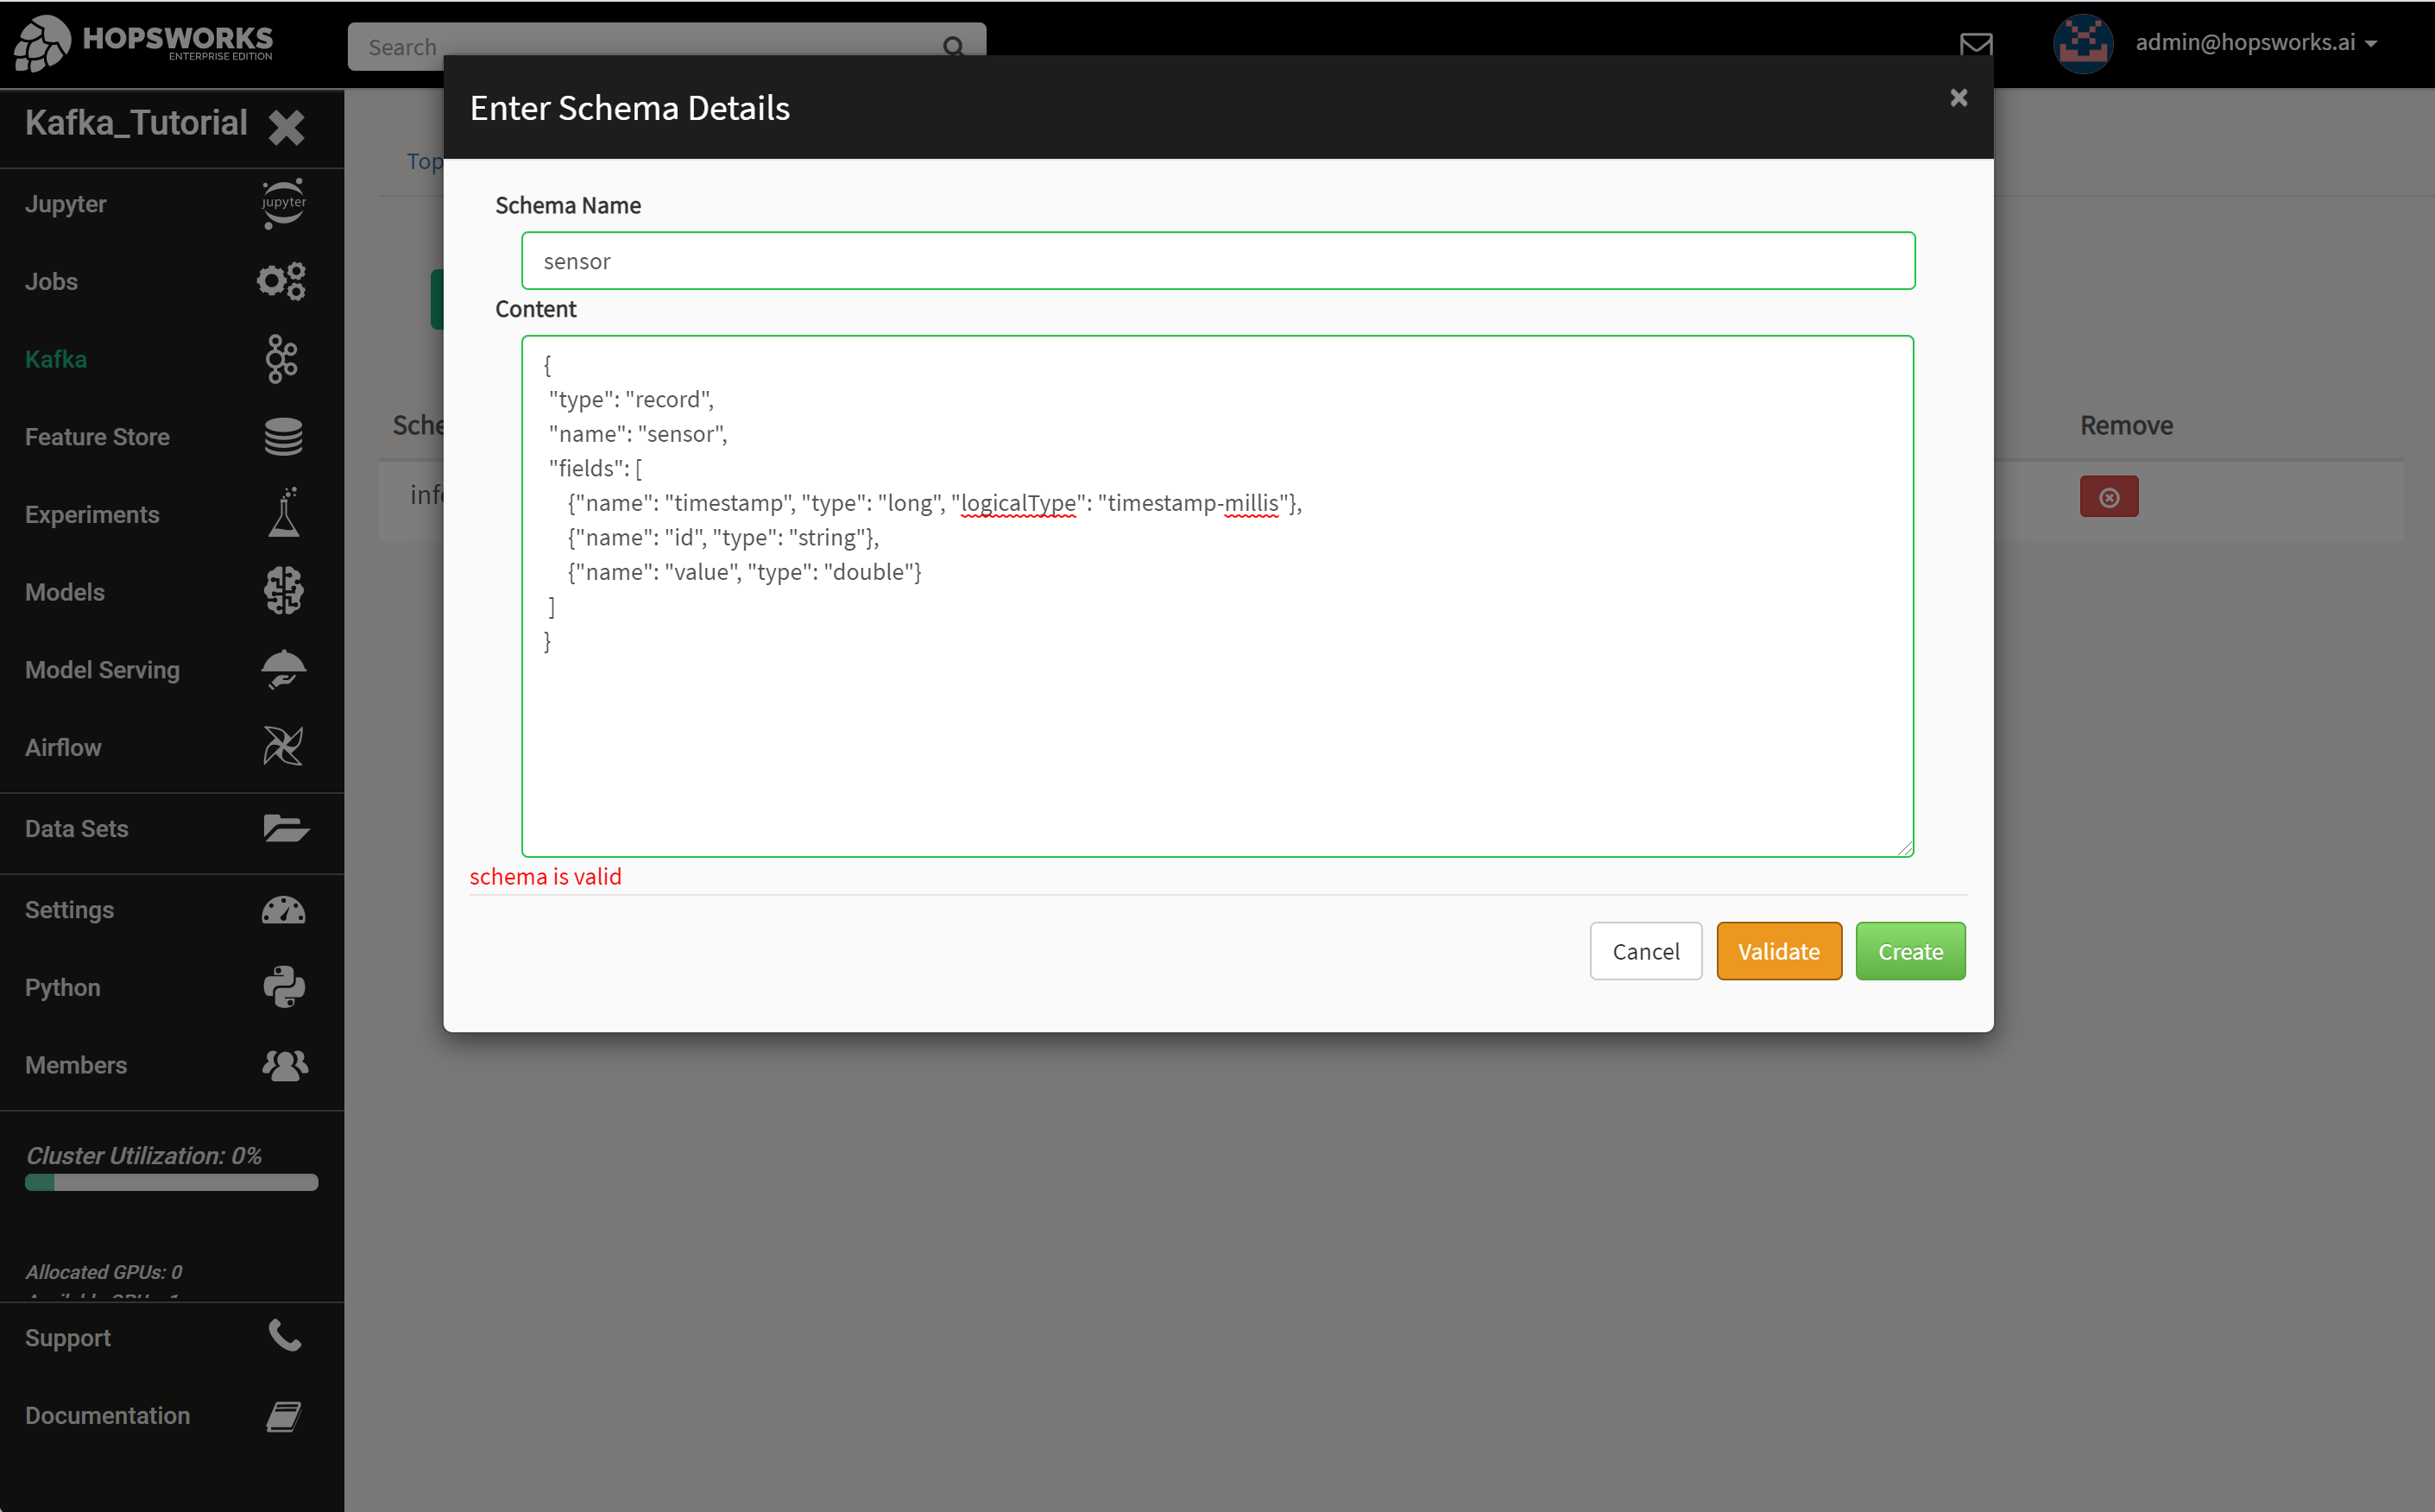 HOPSWORKS
ENTERPRISE EDITION
Search
admin@hopsworks.ai
Kafka_Tutorial
Jupyter
jupyter
Jobs
Kafka
Feature Store
Experiments
Models
Model Serving
Airflow
Data Sets
Settings
Python
Members
Cluster Utilization: 0%
Allocated GPUs: 0
Support
Documentation
Top
Sche
Remove
info
Enter Schema Details
Schema Name
sensor
Content
{
"type": "record",
"name": "sensor",
"fields": [
{"name": "timestamp", "type": "long", "logicalType": "timestamp-millis"},
{"name": "id", "type": "string"},
{"name": "value", "type": "double"}
]
}
schema is valid
Cancel
Validate
Create